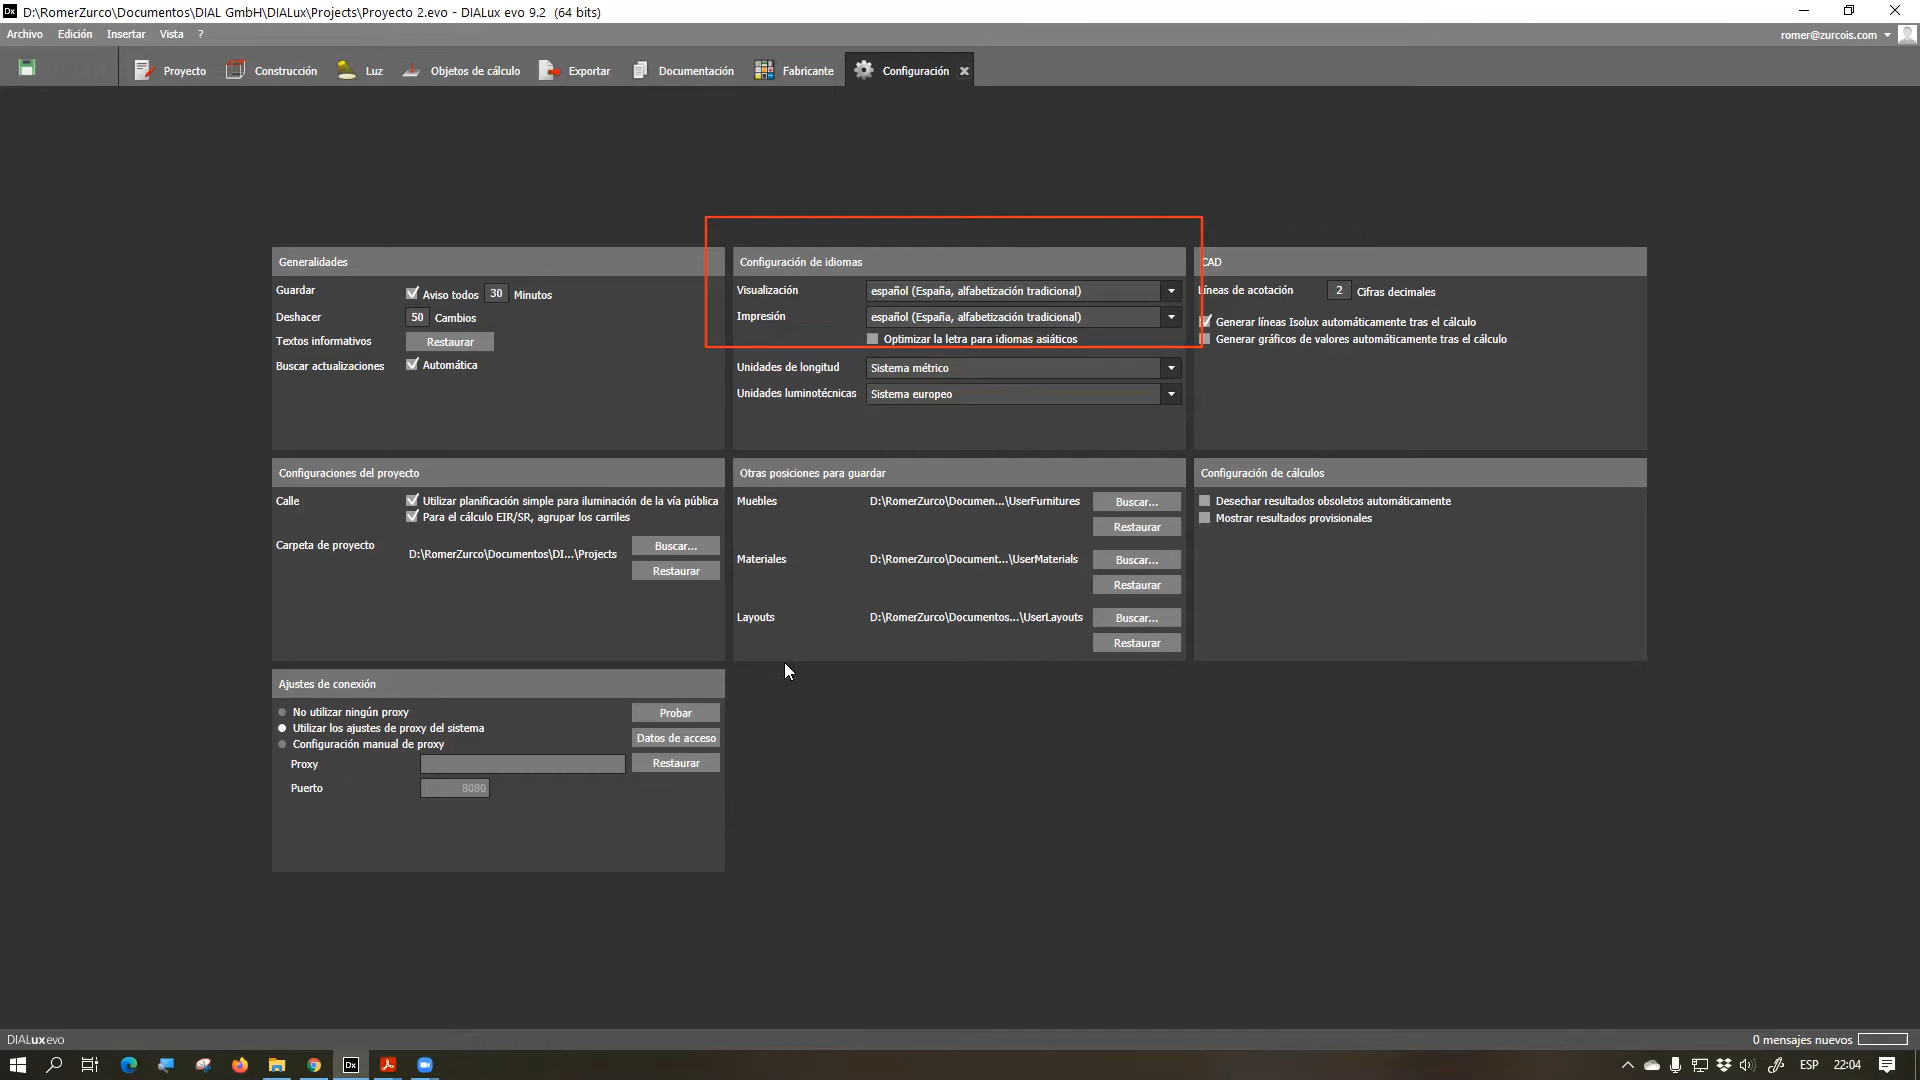 D:\RomerZurco\Documentos\DIAL GmbH\DIALux\Projects\Proyecto 2.evo - DIALux evo 9.2 (64 bits)
Archivo Edición Insertar Vista ?
romer@zurcois.com
Proyecto Construcción Luz Objetos de cálculo Exportar Documentación Fabricante Configuración
Generalidades
Guardar Aviso todos 30 Minutos
Deshacer 50 Cambios
Textos informativos Restaurar
Buscar actualizaciones Automática
Configuración de idiomas
Visualización español (España, alfabetización tradicional)
Impresión español (España, alfabetización tradicional)
Optimizar la letra para idiomas asiáticos
Unidades de longitud Sistema métrico
Unidades luminotécnicas Sistema europeo
CAD
Líneas de acotación 2 Cifras decimales
Generar líneas Isolux automáticamente tras el cálculo
Generar gráficos de valores automáticamente tras el cálculo
Configuraciones del proyecto
Calle Utilizar planificación simple para iluminación de la vía pública
Para el cálculo EIR/SR, agrupar los carriles
Carpeta de proyecto D:\RomerZurco\Documentos\DI...\Projects Buscar...
Restaurar
Otras posiciones para guardar
Muebles D:\RomerZurco\Documen...\UserFurnitures Buscar...
Restaurar
Materiales D:\RomerZurco\Document...\UserMaterials Buscar...
Restaurar
Layouts D:\RomerZurco\Documentos...\UserLayouts Buscar...
Restaurar
Configuración de cálculos
Desechar resultados obsoletos automáticamente
Mostrar resultados provisionales
Ajustes de conexión
No utilizar ningún proxy Probar
Utilizar los ajustes de proxy del sistema Datos de acceso
Configuración manual de proxy
Proxy Restaurar
Puerto 8080
DIALux evo
0 mensajes nuevos
ESP 22:04